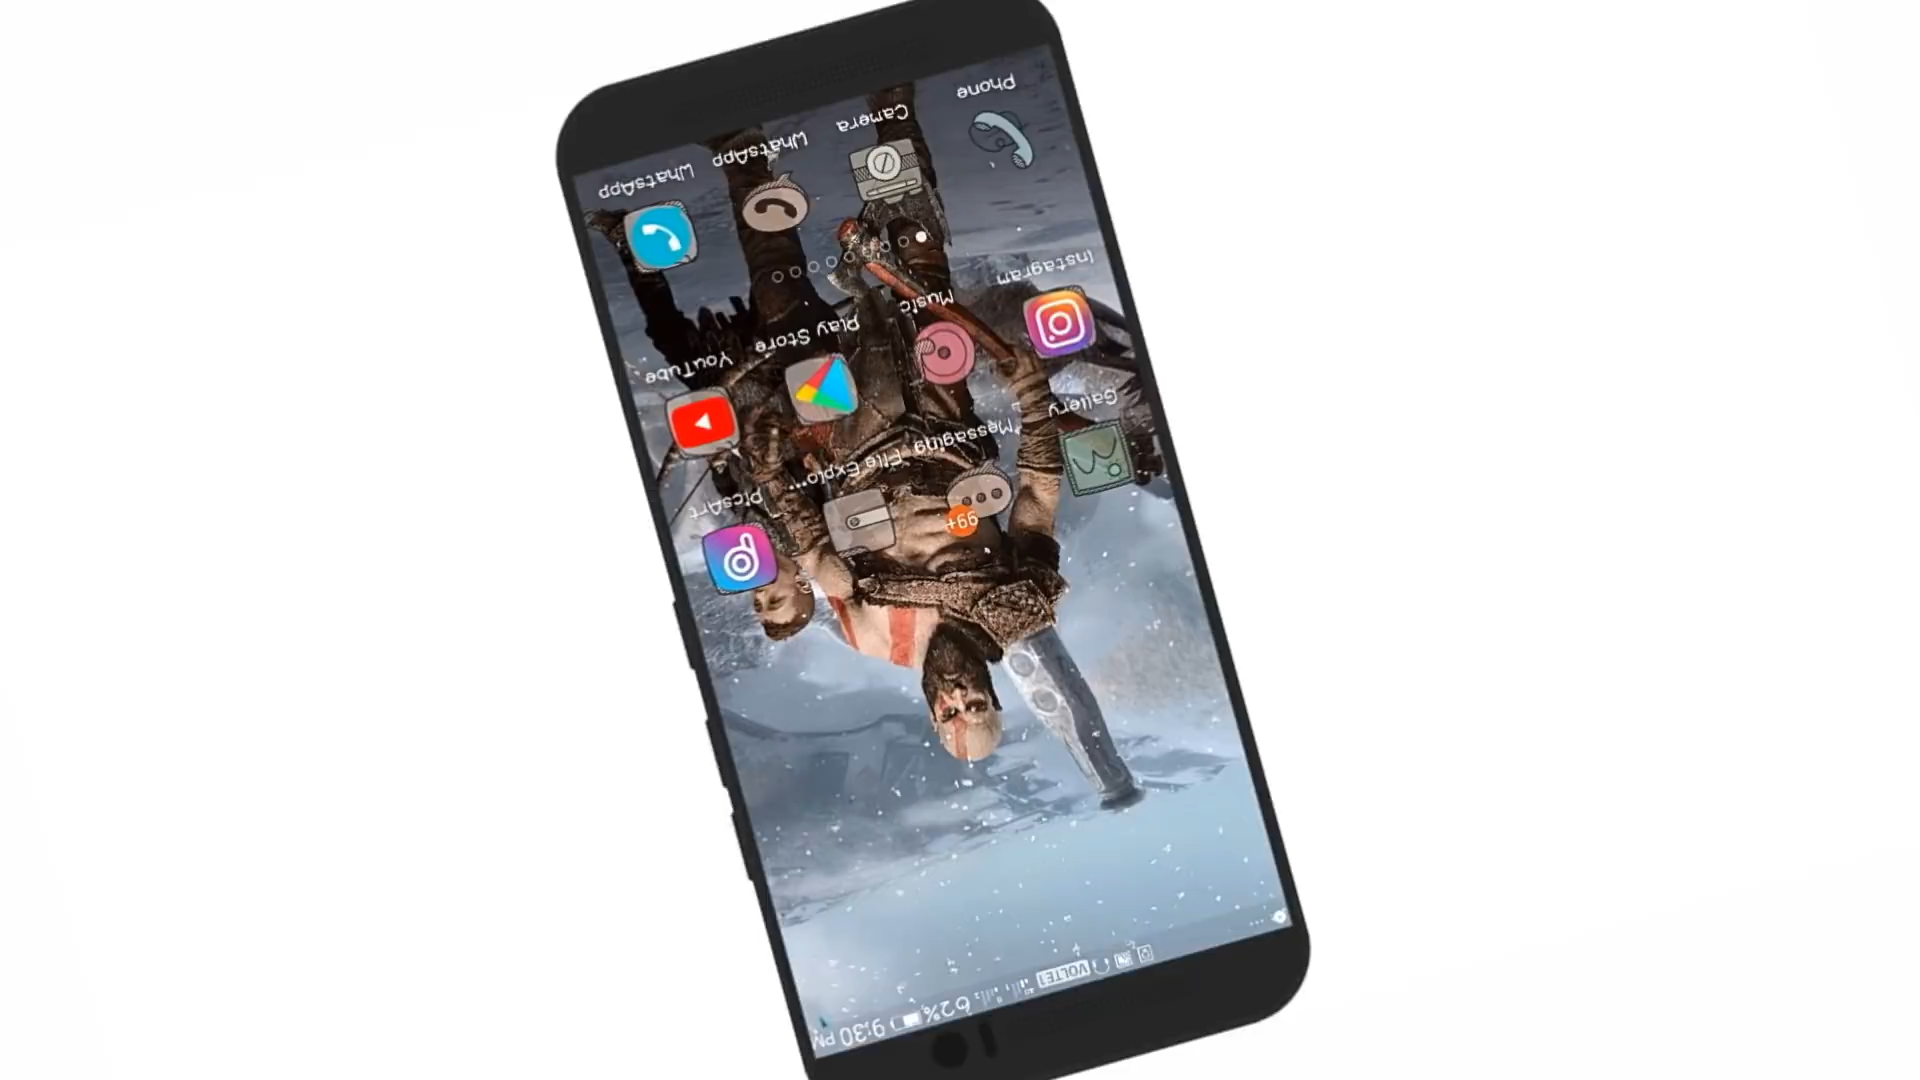 VOLTE1 62% 9:30 PM
99+
Gallery Messaging File Explo... PicsArt
Instagram Music Play Store YouTube
Phone Camera WhatsApp WhatsApp